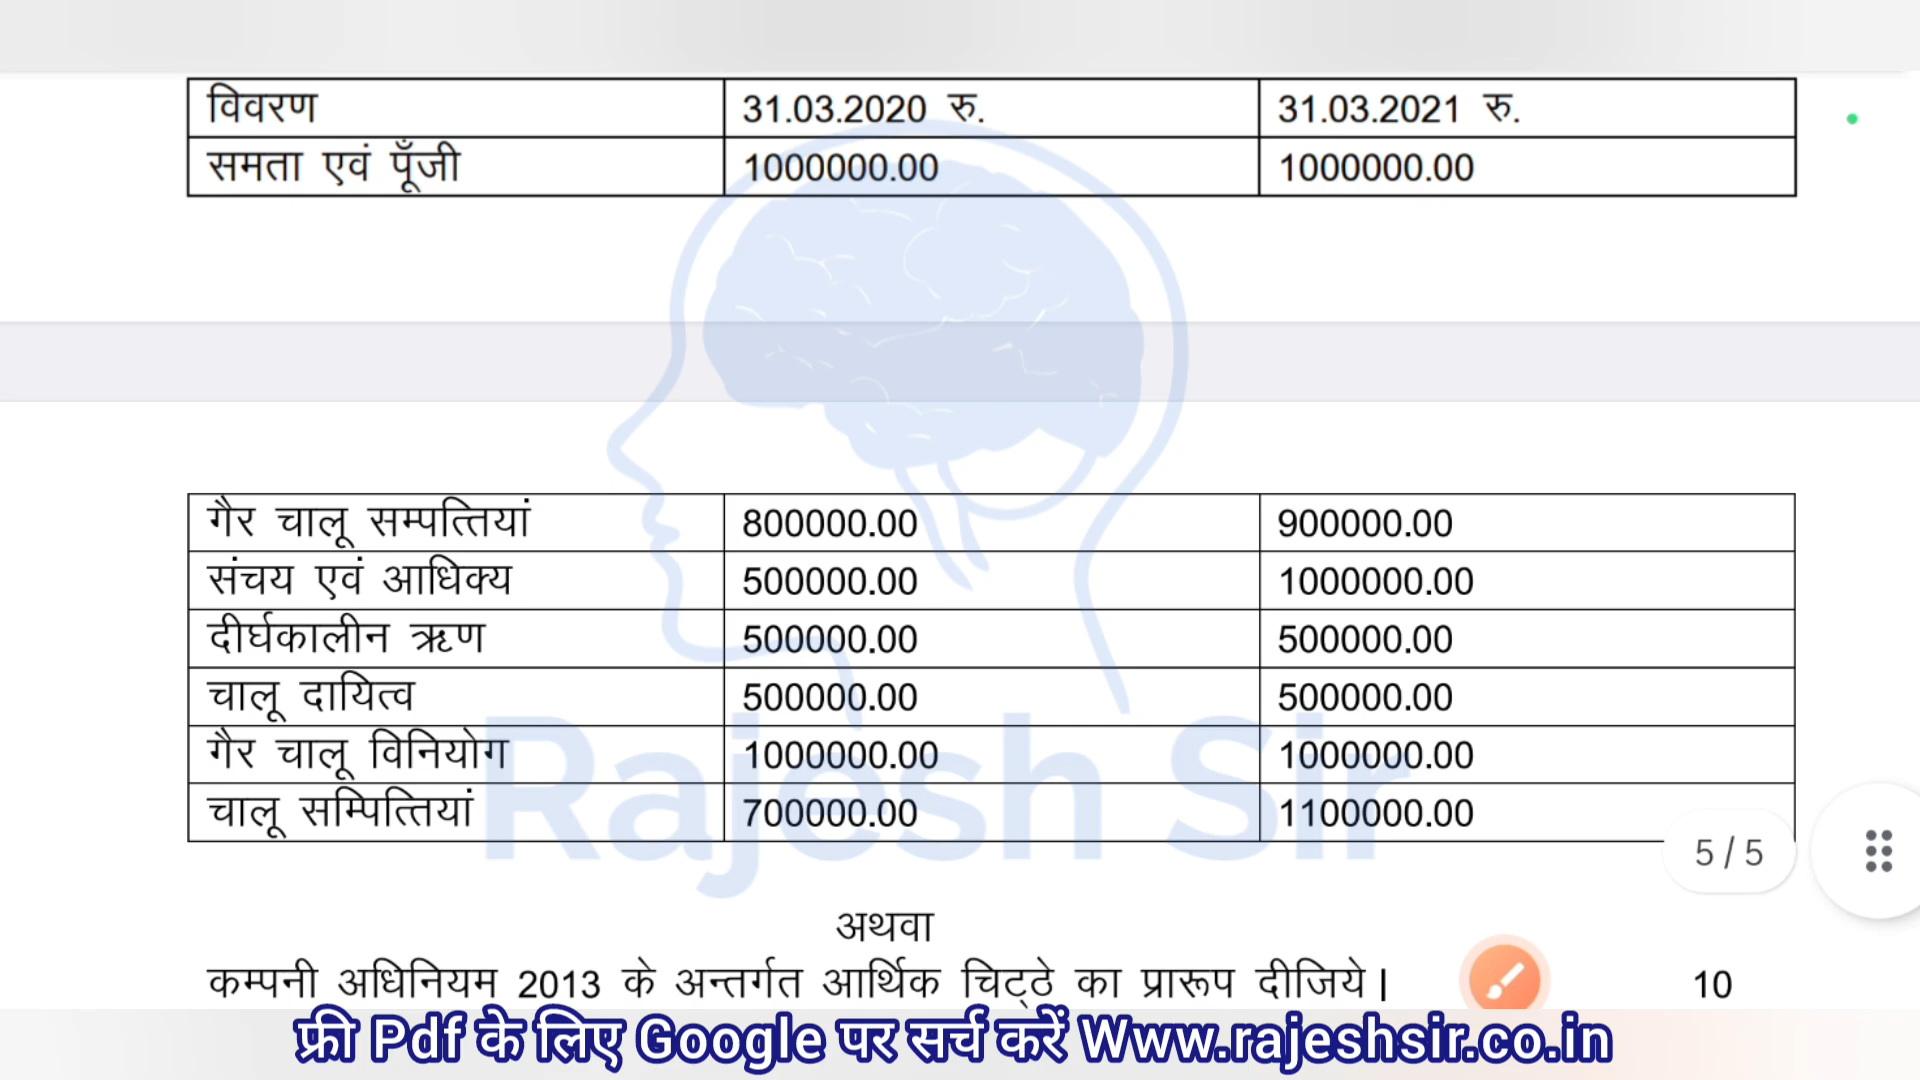 विवरण 31.03.2020 रु. 31.03.2021 रु.
समता एवं पूँजी 1000000.00 1000000.00
गैर चालू सम्पत्तियां 800000.00 900000.00
संचय एवं आधिक्य 500000.00 1000000.00
दीर्घकालीन ऋण 500000.00 500000.00
चालू दायित्व 500000.00 500000.00
गैर चालू विनियोग 1000000.00 1000000.00
चालू सम्पित्तियां 700000.00 1100000.00
Rajesh Sir
5 / 5
अथवा
कम्पनी अधिनियम 2013 के अन्तर्गत आर्थिक चिट्ठे का प्रारूप दीजिये | 10
फ्री Pdf के लिए Google पर सर्च करें Www.rajeshsir.co.in